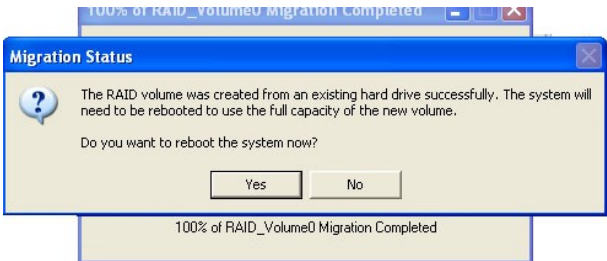 100% of RAID_Volume0 Migration Completed
Migration Status
The RAID volume was created from an existing hard drive successfully. The system will
need to be rebooted to use the full capacity of the new volume.
Do you want to reboot the system now?
Yes
No
100% of RAID_Volume0 Migration Completed